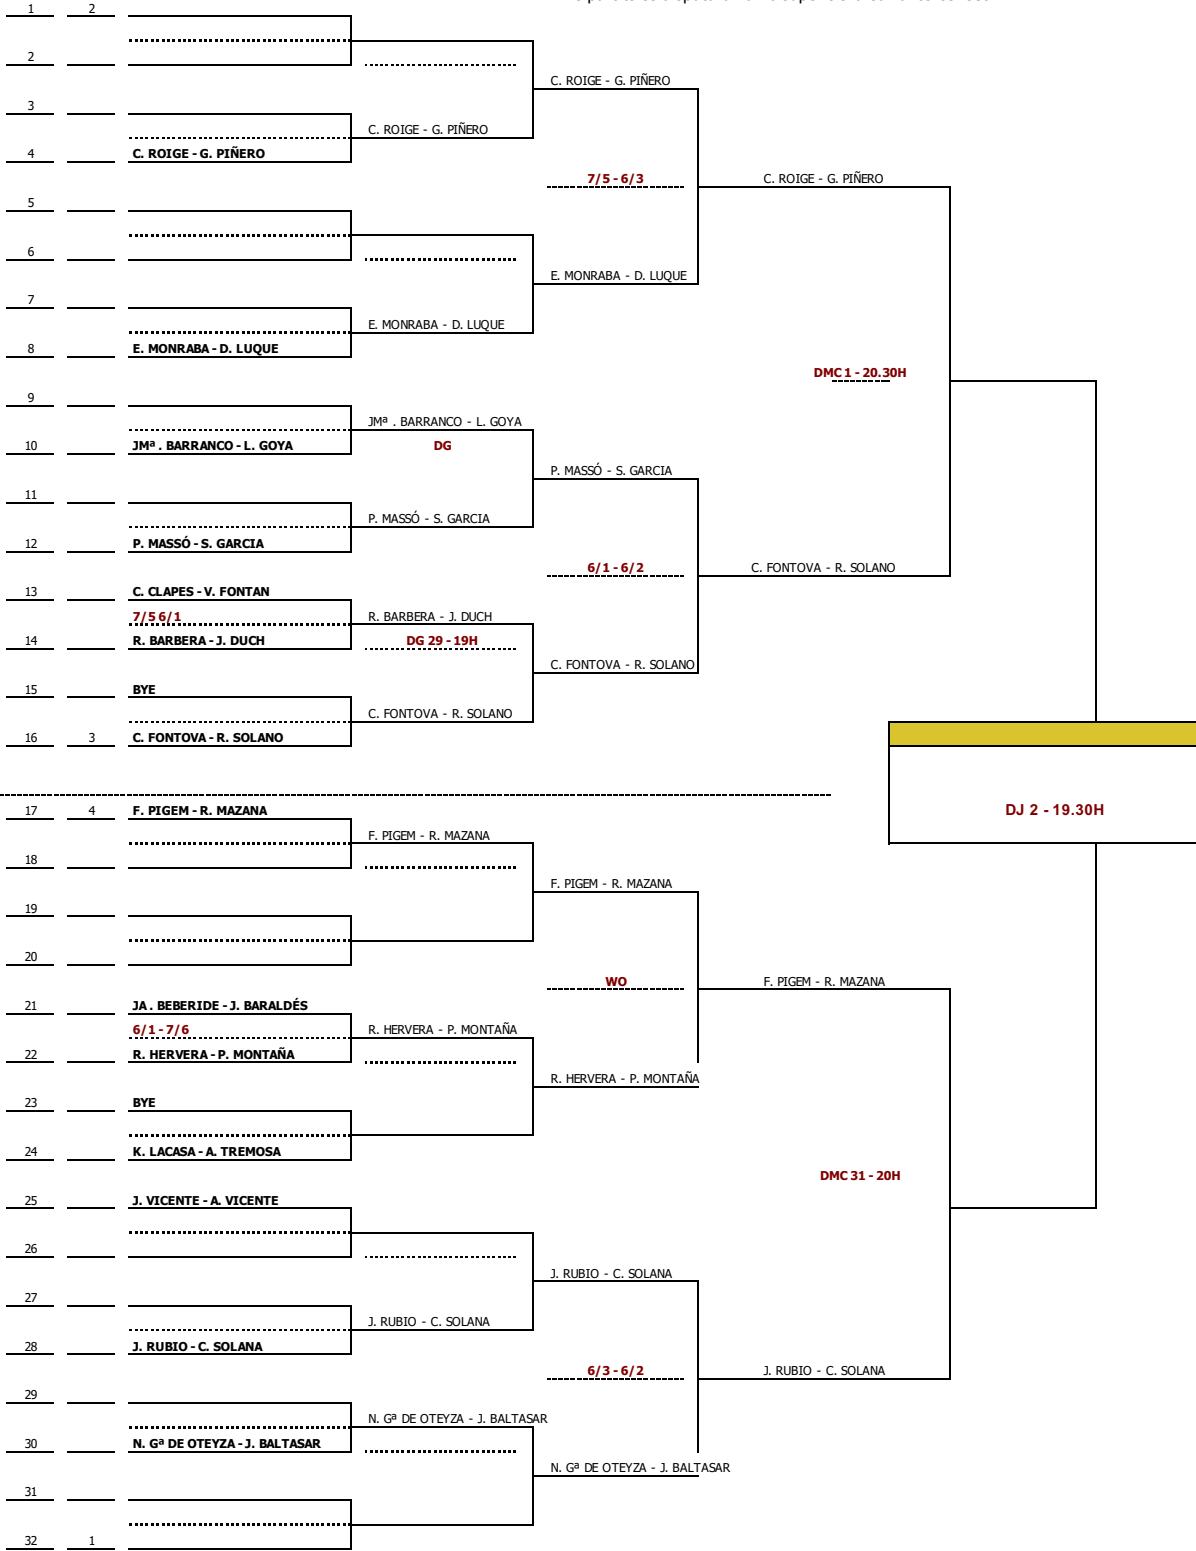 1 2
2
C. ROIGE - G. PIÑERO
3
C. ROIGE - G. PIÑERO
4 C. ROIGE - G. PIÑERO
7/5 - 6/3 C. ROIGE - G. PIÑERO
5
6
E. MONRABA - D. LUQUE
7
E. MONRABA - D. LUQUE
8 E. MONRABA - D. LUQUE
DMC 1 - 20.30H
9
JMª . BARRANCO - L. GOYA
10 JMª . BARRANCO - L. GOYA DG
P. MASSÓ - S. GARCIA
11
P. MASSÓ - S. GARCIA
12 P. MASSÓ - S. GARCIA
6/1 - 6/2 C. FONTOVA - R. SOLANO
13 C. CLAPES - V. FONTAN
7/5 6/1 R. BARBERA - J. DUCH
14 R. BARBERA - J. DUCH DG 29 - 19H
C. FONTOVA - R. SOLANO
15 BYE
C. FONTOVA - R. SOLANO
16 3 C. FONTOVA - R. SOLANO
17 4 F. PIGEM - R. MAZANA
DJ 2 - 19.30H
F. PIGEM - R. MAZANA
18
F. PIGEM - R. MAZANA
19
20
WO F. PIGEM - R. MAZANA
21 JA . BEBERIDE - J. BARALDÉS
6/1 - 7/6 R. HERVERA - P. MONTAÑA
22 R. HERVERA - P. MONTAÑA
R. HERVERA - P. MONTAÑA
23 BYE
24 K. LACASA - A. TREMOSA
DMC 31 - 20H
25 J. VICENTE - A. VICENTE
26
J. RUBIO - C. SOLANA
27
J. RUBIO - C. SOLANA
28 J. RUBIO - C. SOLANA
6/3 - 6/2 J. RUBIO - C. SOLANA
29
N. Gª DE OTEYZA - J. BALTASAR
30 N. Gª DE OTEYZA - J. BALTASAR
N. Gª DE OTEYZA - J. BALTASAR
31
32 1